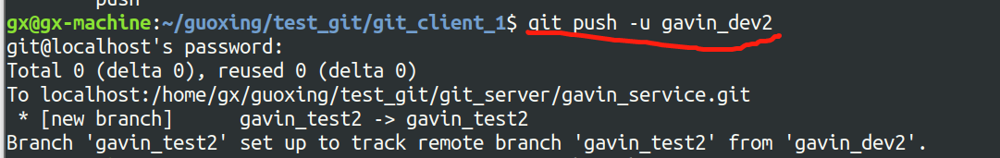 push
gx@gx-machine:~/guoxing/test_git/git_client_1$ git push -u gavin_dev2
git@localhost's password:
Total 0 (delta 0), reused 0 (delta 0)
To localhost:/home/gx/guoxing/test_git/git_server/gavin_service.git
 * [new branch]      gavin_test2 -> gavin_test2
Branch 'gavin_test2' set up to track remote branch 'gavin_test2' from 'gavin_dev2'.